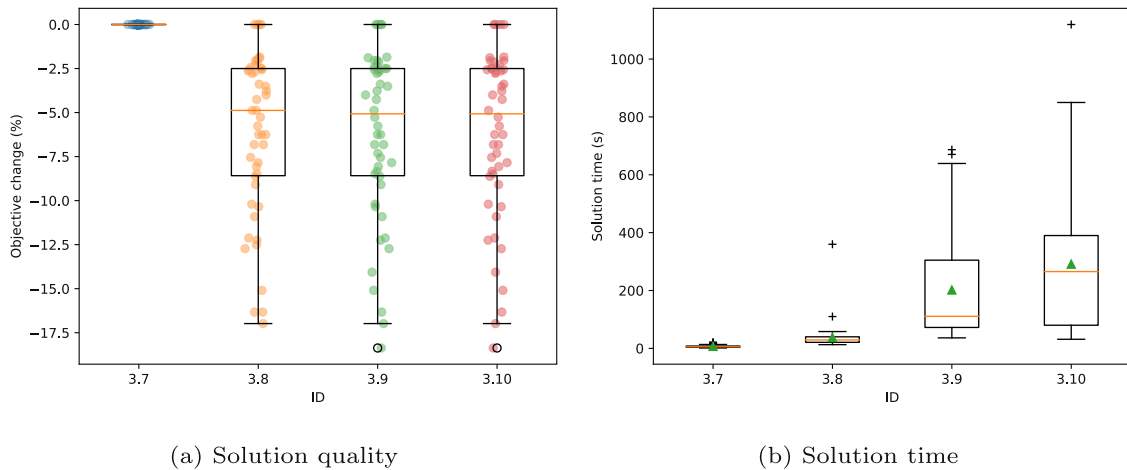 0.0
−2.5
−5.0
−7.5
−10.0
−12.5
−15.0
−17.5
Objective change (%)
3.7 3.8 3.9 3.10
ID
(a) Solution quality
1000
800
600
400
200
0
Solution time (s)
3.7 3.8 3.9 3.10
ID
(b) Solution time